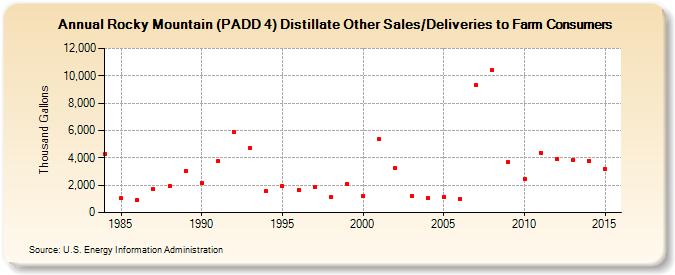 Annual Rocky Mountain (PADD 4) Distillate Other Sales/Deliveries to Farm Consumers
Thousand Gallons
12,000
10,000
8,000
6,000
4,000
2,000
0
1985 1990 1995 2000 2005 2010 2015
Source: U.S. Energy Information Administration